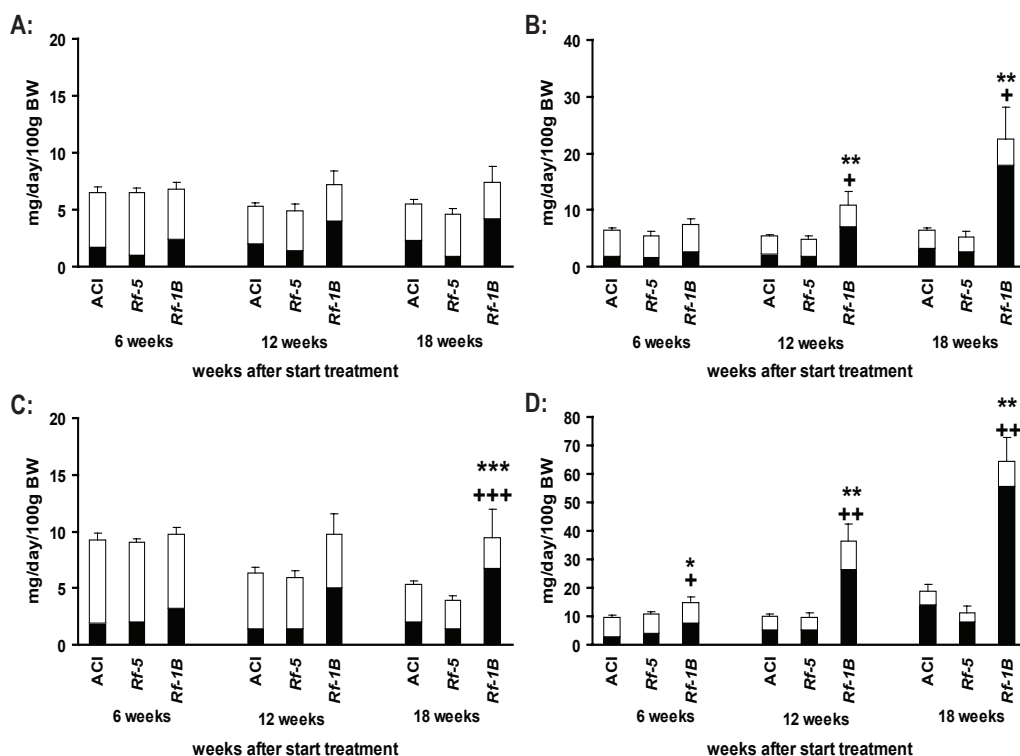 A:
mg/day/100g BW
20
15
10
5
0
ACI Rf-5 Rf-1B ACI Rf-5 Rf-1B ACI Rf-5 Rf-1B
6 weeks 12 weeks 18 weeks
weeks after start treatment
B:
mg/day/100g BW
40
30
20
10
0
**
+
**
+
ACI Rf-5 Rf-1B ACI Rf-5 Rf-1B ACI Rf-5 Rf-1B
6 weeks 12 weeks 18 weeks
weeks after start treatment
C:
mg/day/100g BW
20
15
10
5
0
***
+++
ACI Rf-5 Rf-1B ACI Rf-5 Rf-1B ACI Rf-5 Rf-1B
6 weeks 12 weeks 18 weeks
weeks after start treatment
D:
mg/day/100g BW
80
70
60
50
40
30
20
10
0
*
+
**
++
**
++
ACI Rf-5 Rf-1B ACI Rf-5 Rf-1B ACI Rf-5 Rf-1B
6 weeks 12 weeks 18 weeks
weeks after start treatment